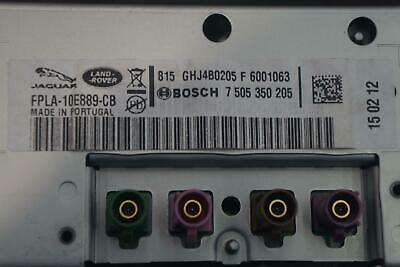 JAGUAR
LAND-
ROVER
815 GHJ4B0205 F 6001063
FPLA-10E889-CB
MADE IN PORTUGAL
BOSCH 7 505 350 205
15 02 12